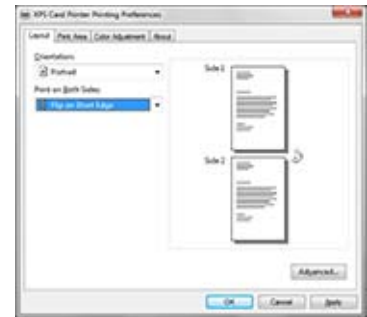 XPS Card Printer Printing Preferences
Layout Print Area Color Adjustment About
Orientation:
Portrait
Print on Both Sides:
Flip on Short Edge
Side 1
Side 2
Advanced...
OK Cancel Apply